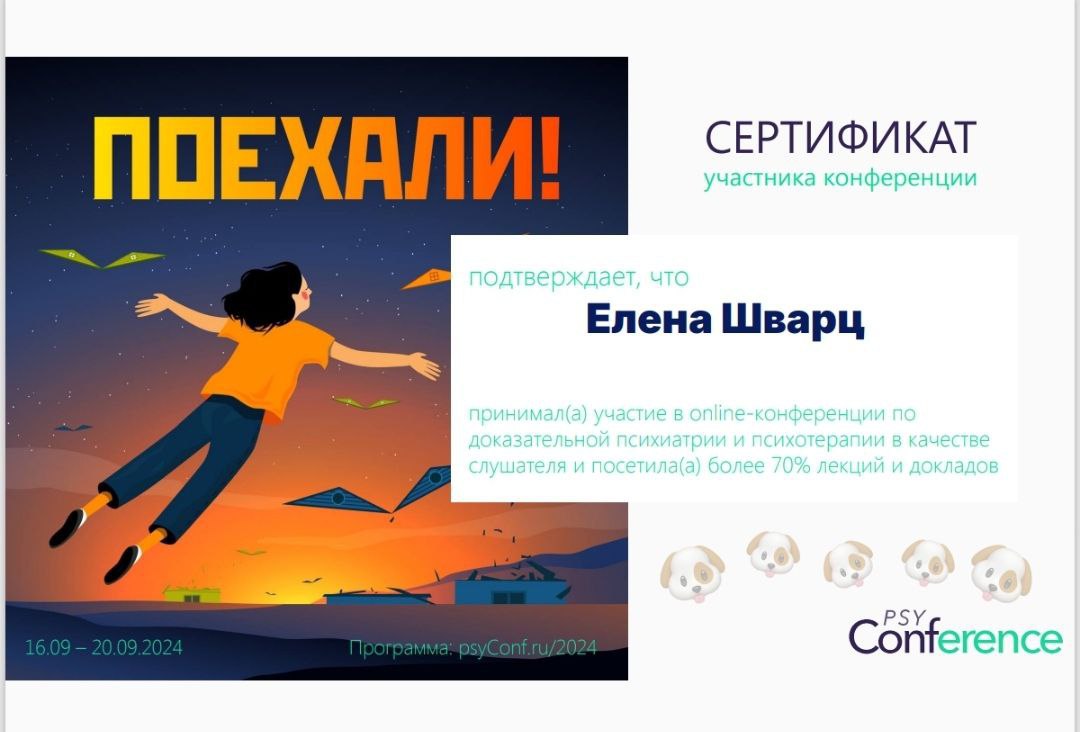 ПОЕХАЛИ!
СЕРТИФИКАТ
участника конференции
подтверждает, что
Елена Шварц
принимал(а) участие в online-конференции по
доказательной психиатрии и психотерапии в качестве
слушателя и посетила(а) более 70% лекций и докладов
16.09 – 20.09.2024
Программа: psyConf.ru/2024
PSY
Conference